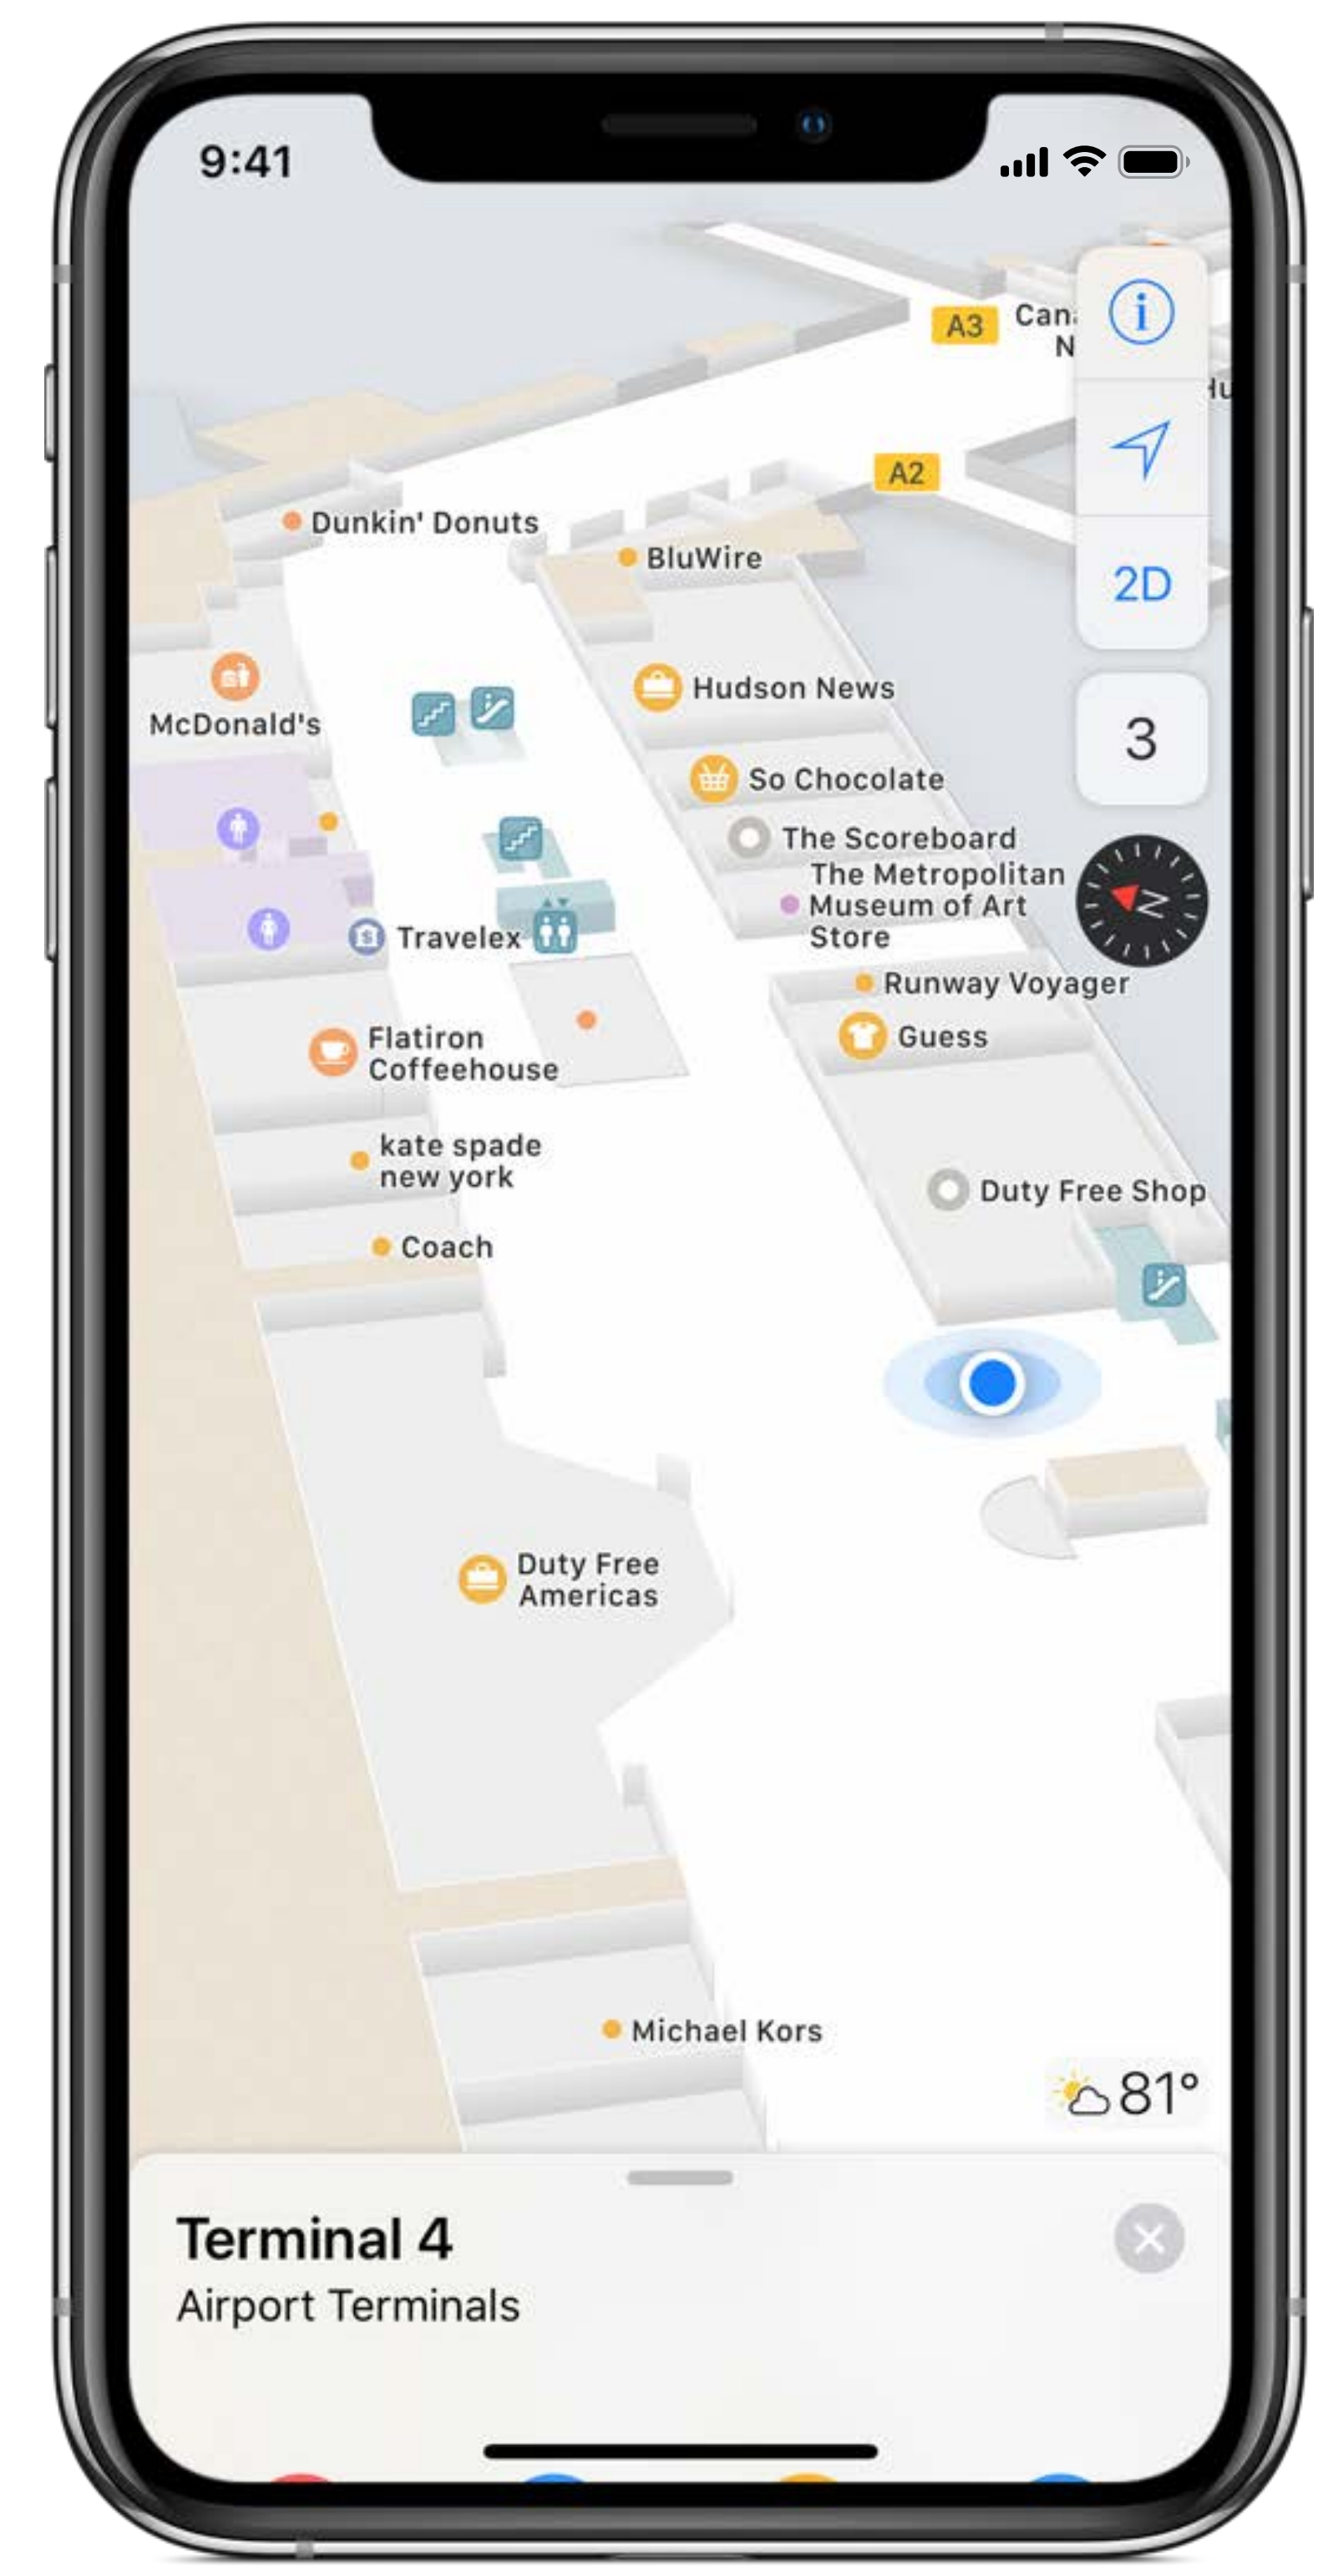 9:41
A3
A2
Dunkin' Donuts
BluWire
2D
McDonald's
Hudson News
3
So Chocolate
The Scoreboard
The Metropolitan
Museum of Art
Store
N
Travelex
Runway Voyager
Flatiron
Coffeehouse
Guess
kate spade
new york
Duty Free Shop
Coach
Duty Free
Americas
Michael Kors
81°
Terminal 4
Airport Terminals